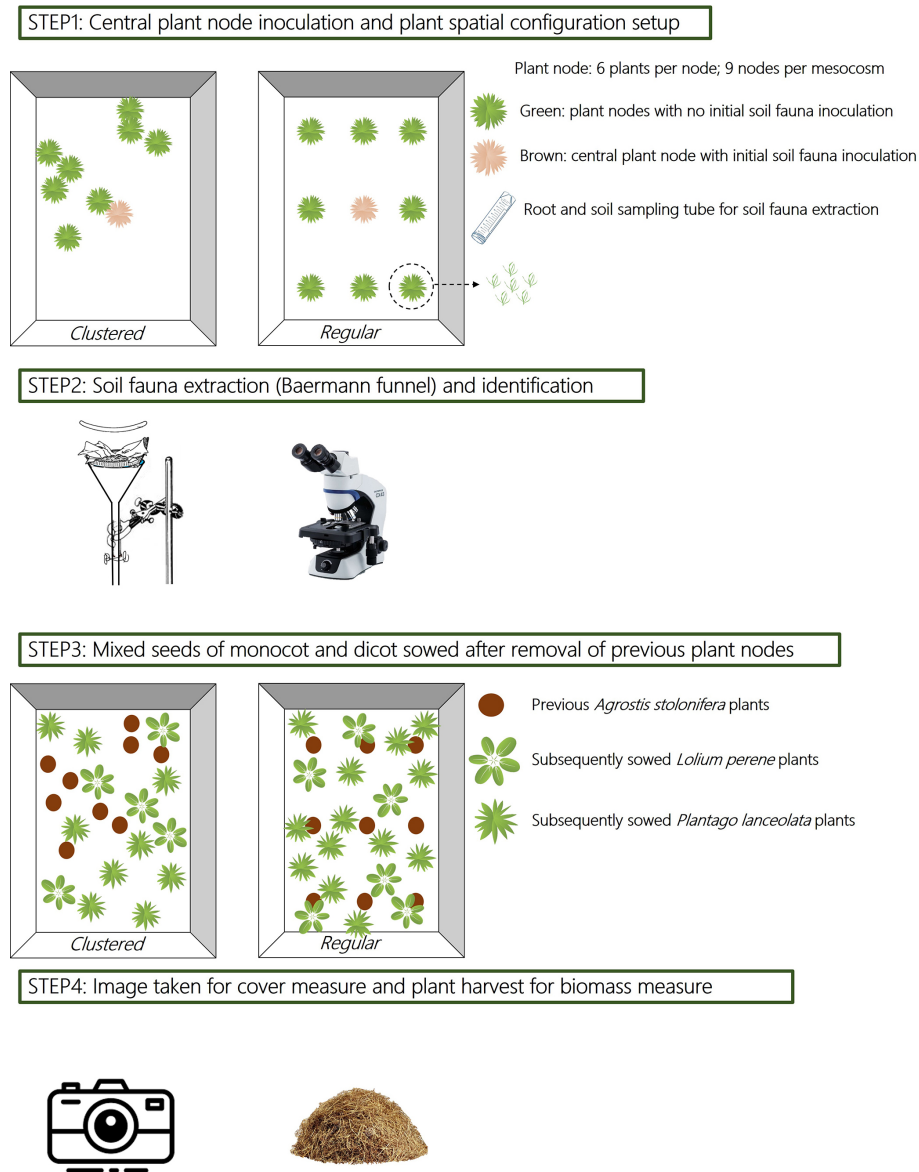 STEP1: Central plant node inoculation and plant spatial configuration setup
Plant node: 6 plants per node; 9 nodes per mesocosm
Green: plant nodes with no initial soil fauna inoculation
Brown: central plant node with initial soil fauna inoculation
Root and soil sampling tube for soil fauna extraction
Clustered
Regular
STEP2: Soil fauna extraction (Baermann funnel) and identification
STEP3: Mixed seeds of monocot and dicot sowed after removal of previous plant nodes
Previous Agrostis stolonifera plants
Subsequently sowed Lolium perene plants
Subsequently sowed Plantago lanceolata plants
Clustered
Regular
STEP4: Image taken for cover measure and plant harvest for biomass measure